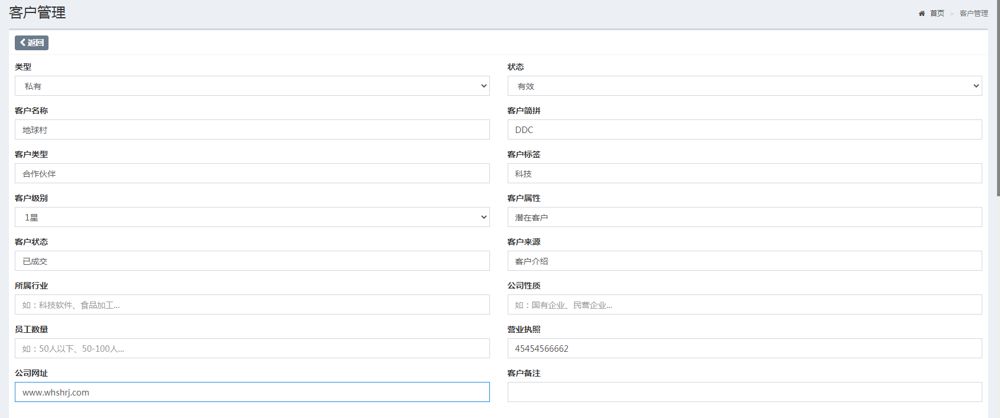 客户管理
首页 > 客户管理
返回
类型
状态
私有
有效
客户名称
客户简拼
地球村
DDC
客户类型
客户标签
合作伙伴
科技
客户级别
客户属性
1星
潜在客户
客户状态
客户来源
已成交
客户介绍
所属行业
公司性质
如：科技软件、食品加工...
如：国有企业、民营企业...
员工数量
营业执照
如：50人以下、50-100人...
45454566662
公司网址
客户备注
www.whshrj.com